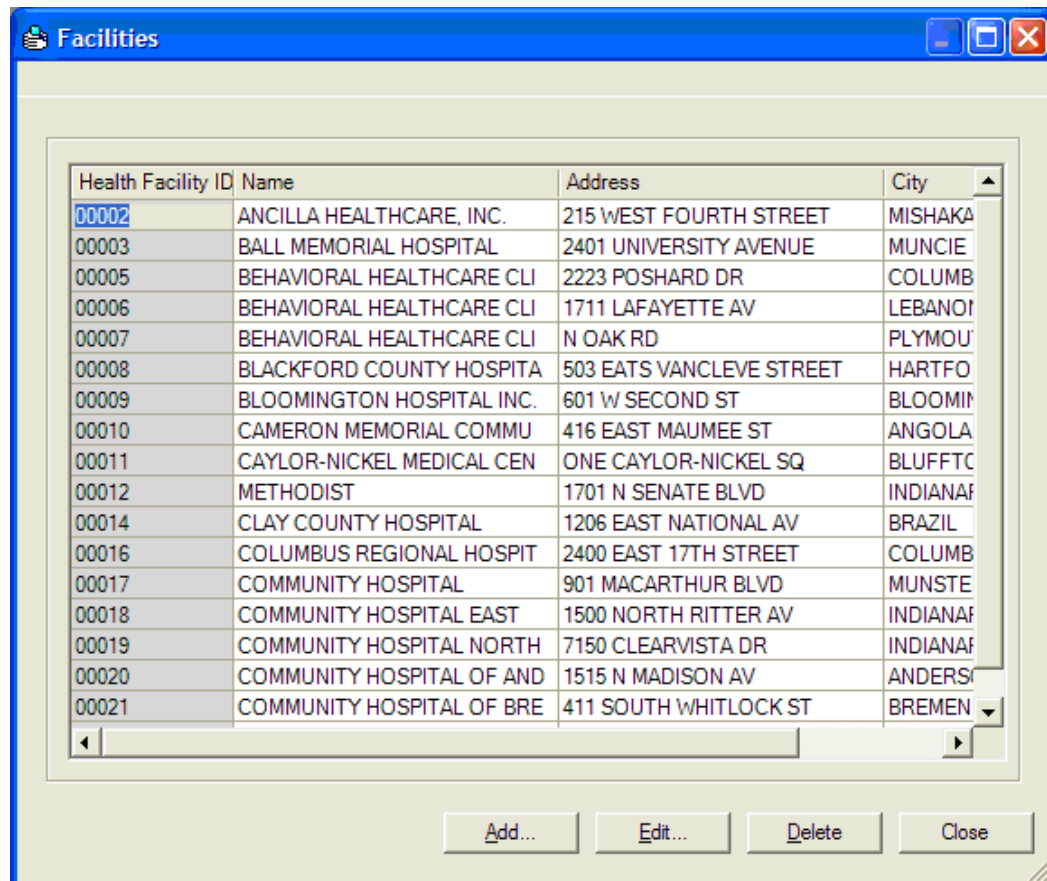 Facilities
Health Facility ID Name Address City
00002 ANCILLA HEALTHCARE, INC. 215 WEST FOURTH STREET MISHAKA
00003 BALL MEMORIAL HOSPITAL 2401 UNIVERSITY AVENUE MUNCIE
00005 BEHAVIORAL HEALTHCARE CLI 2223 POSHARD DR COLUMB
00006 BEHAVIORAL HEALTHCARE CLI 1711 LAFAYETTE AV LEBANON
00007 BEHAVIORAL HEALTHCARE CLI N OAK RD PLYMOU
00008 BLACKFORD COUNTY HOSPITA 503 EATS VANCLEVE STREET HARTFO
00009 BLOOMINGTON HOSPITAL INC. 601 W SECOND ST BLOOMIN
00010 CAMERON MEMORIAL COMMU 416 EAST MAUMEE ST ANGOLA
00011 CAYLOR-NICKEL MEDICAL CEN ONE CAYLOR-NICKEL SQ BLUFFTO
00012 METHODIST 1701 N SENATE BLVD INDIANAP
00014 CLAY COUNTY HOSPITAL 1206 EAST NATIONAL AV BRAZIL
00016 COLUMBUS REGIONAL HOSPIT 2400 EAST 17TH STREET COLUMB
00017 COMMUNITY HOSPITAL 901 MACARTHUR BLVD MUNSTE
00018 COMMUNITY HOSPITAL EAST 1500 NORTH RITTER AV INDIANAP
00019 COMMUNITY HOSPITAL NORTH 7150 CLEARVISTA DR INDIANAP
00020 COMMUNITY HOSPITAL OF AND 1515 N MADISON AV ANDERSO
00021 COMMUNITY HOSPITAL OF BRE 411 SOUTH WHITLOCK ST BREMEN
Add... Edit... Delete Close